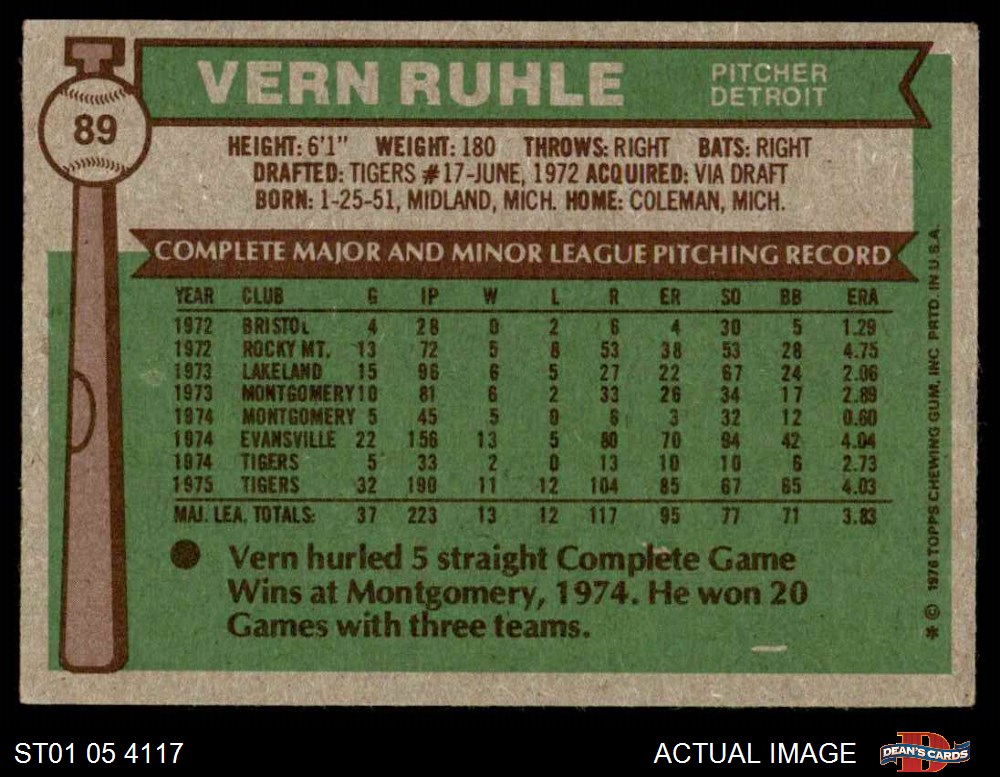 89
VERN RUHLE
PITCHER
DETROIT
HEIGHT: 6'1" WEIGHT: 180 THROWS: RIGHT BATS: RIGHT
DRAFTED: TIGERS #17-JUNE, 1972 ACQUIRED: VIA DRAFT
BORN: 1-25-51, MIDLAND, MICH. HOME: COLEMAN, MICH.
COMPLETE MAJOR AND MINOR LEAGUE PITCHING RECORD
YEAR CLUB G IP W L R ER SO BB ERA
1972 BRISTOL 4 28 0 2 6 4 30 5 1.29
1972 ROCKY MT. 13 72 5 8 53 38 53 28 4.75
1973 LAKELAND 15 96 6 5 27 22 67 24 2.06
1973 MONTGOMERY 10 81 6 2 33 26 34 17 2.89
1974 MONTGOMERY 5 45 5 0 6 3 32 12 0.60
1974 EVANSVILLE 22 156 13 5 80 70 94 42 4.04
1974 TIGERS 5 33 2 0 13 10 10 6 2.73
1975 TIGERS 32 190 11 12 104 85 67 65 4.03
MAJ. LEA. TOTALS: 37 223 13 12 117 95 77 71 3.83
Vern hurled 5 straight Complete Game
Wins at Montgomery, 1974. He won 20
Games with three teams.
* © 1976 TOPPS CHEWING GUM, INC PRTD. IN U.S.A.
ST01 05 4117
ACTUAL IMAGE
D
DEAN'S CARDS